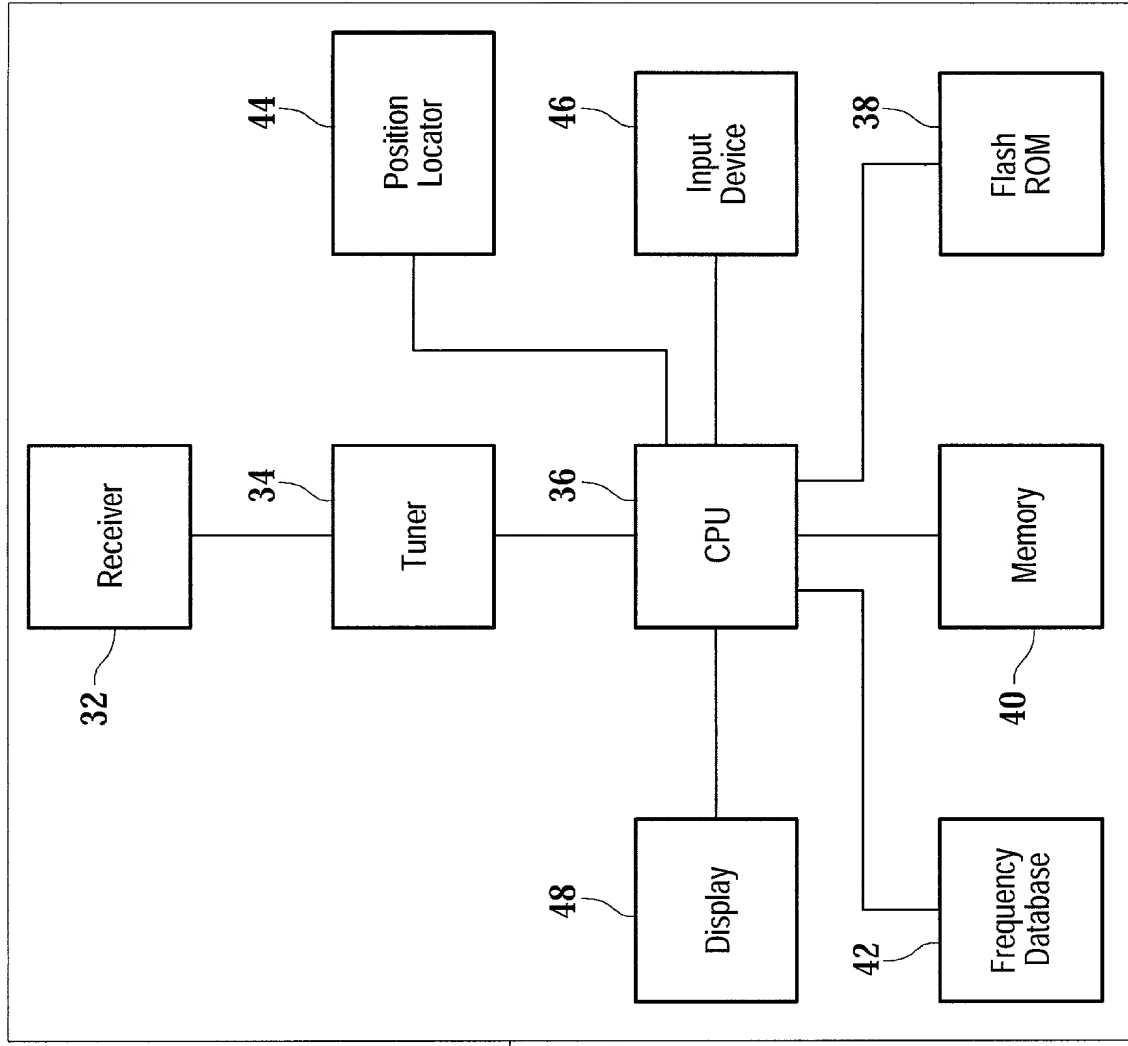 32
Receiver
34
Tuner
44
Position
Locator
48
Display
36
CPU
46
Input
Device
42
Frequency
Database
40
Memory
38
Flash
ROM